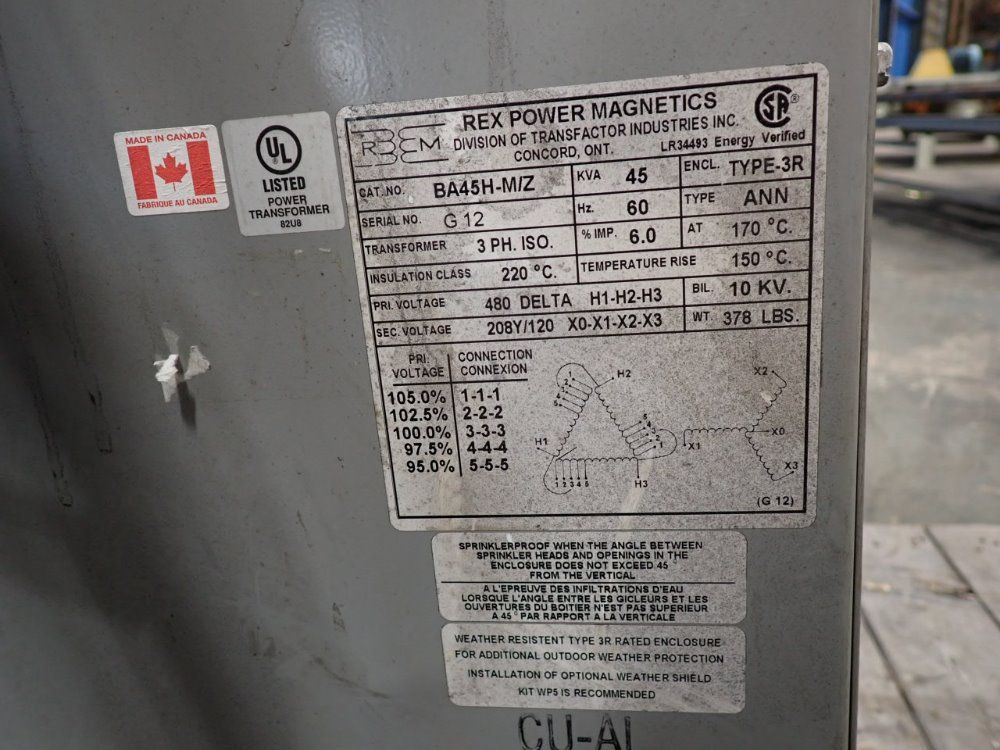 MADE IN CANADA
FABRIQUE AU CANADA
UL
LISTED
POWER
TRANSFORMER
82U8
REX POWER MAGNETICS
DIVISION OF TRANSFACTOR INDUSTRIES INC.
CONCORD, ONT.
LR34493 Energy Verified
CAT. NO. BA45H-M/Z KVA 45 ENCL. TYPE-3R
SERIAL NO. G 12 Hz. 60 TYPE ANN
TRANSFORMER 3 PH. ISO. % IMP. 6.0 AT 170 °C.
INSULATION CLASS 220 °C. TEMPERATURE RISE 150 °C.
PRI. VOLTAGE 480 DELTA H1-H2-H3 BIL. 10 KV.
SEC. VOLTAGE 208Y/120 X0-X1-X2-X3 WT. 378 LBS.
PRI. VOLTAGE CONNECTION CONNEXION
105.0% 1-1-1
102.5% 2-2-2
100.0% 3-3-3
97.5% 4-4-4
95.0% 5-5-5
H2
H1
H3
1 2 3 4 5
X2
X0
X1
X3
(G 12)
SPRINKLERPROOF WHEN THE ANGLE BETWEEN
SPRINKLER HEADS AND OPENINGS IN THE
ENCLOSURE DOES NOT EXCEED 45°
FROM THE VERTICAL
A L'EPREUVE DES INFILTRATIONS D'EAU
LORSQUE L'ANGLE ENTRE LES GICLEURS ET LES
OUVERTURES DU BOITIER N'EST PAS SUPERIEUR
A 45° PAR RAPPORT A LA VERTICALE
WEATHER RESISTENT TYPE 3R RATED ENCLOSURE
FOR ADDITIONAL OUTDOOR WEATHER PROTECTION
INSTALLATION OF OPTIONAL WEATHER SHIELD
KIT WP5 IS RECOMMENDED
CU-AL